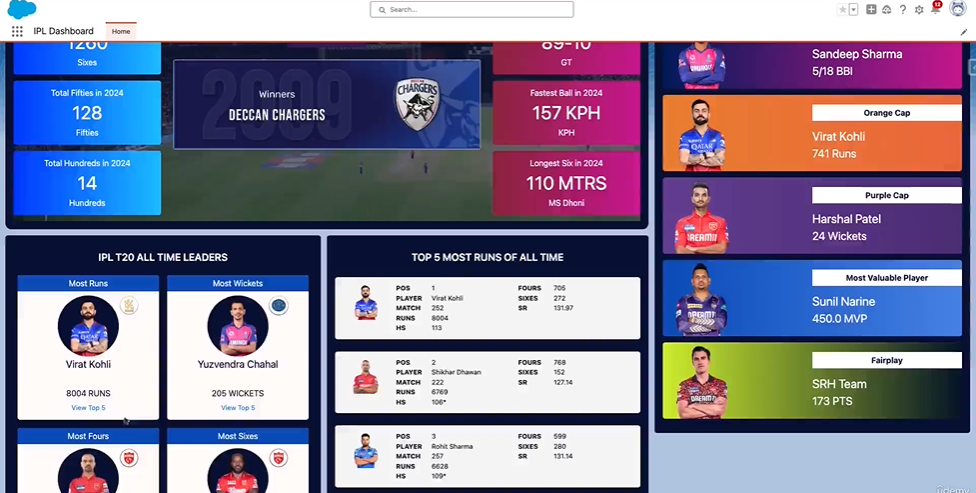 Search...
13
IPL Dashboard
Home
1260
Sixes
Total Fifties in 2024
128
Fifties
Total Hundreds in 2024
14
Hundreds
2009
Winners
DECCAN CHARGERS
CHARGERS
89-10
GT
Fastest Ball in 2024
157 KPH
KPH
Longest Six in 2024
110 MTRS
MS Dhoni
Sandeep Sharma
5/18 BBI
Orange Cap
Virat Kohli
741 Runs
Purple Cap
Harshal Patel
24 Wickets
DREAM11
Most Valuable Player
Sunil Narine
450.0 MVP
Fairplay
SRH Team
173 PTS
IPL T20 ALL TIME LEADERS
Most Runs
Virat Kohli
8004 RUNS
View Top 5
Most Wickets
Yuzvendra Chahal
205 WICKETS
View Top 5
Most Fours
Most Sixes
TOP 5 MOST RUNS OF ALL TIME
POS 1 FOURS 705
PLAYER Virat Kohli SIXES 272
MATCH 252 SR 131.97
RUNS 8004
HS 113
POS 2 FOURS 768
PLAYER Shikhar Dhawan SIXES 152
MATCH 222 SR 127.14
RUNS 6769
HS 106*
POS 3 FOURS 599
PLAYER Rohit Sharma SIXES 280
MATCH 257 SR 131.14
RUNS 6628
HS 109*
ûdemy